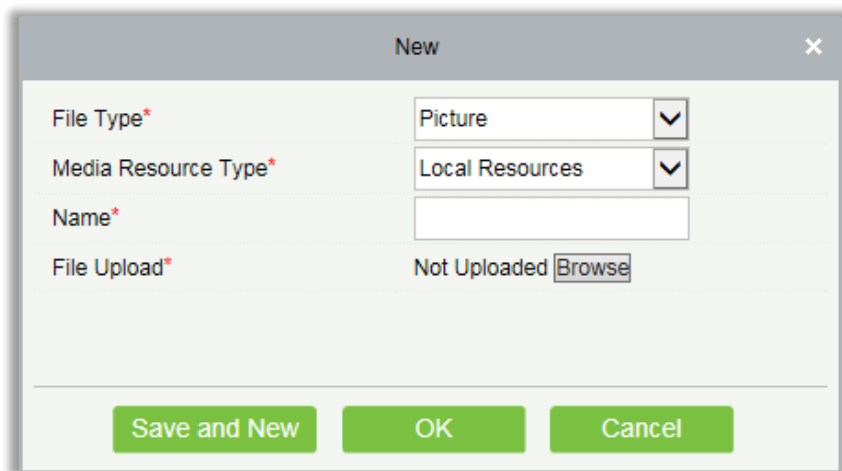 New ×
File Type* Picture
Media Resource Type* Local Resources
Name*
File Upload* Not Uploaded Browse
Save and New OK Cancel